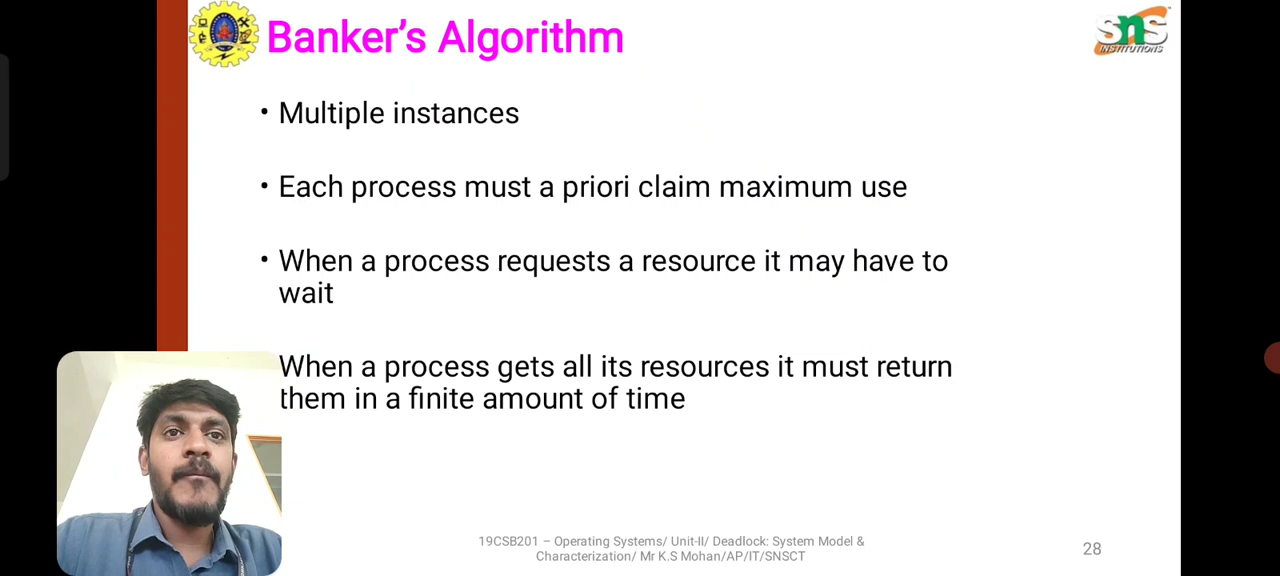 Banker's Algorithm
SnS
INSTITUTIONS
• Multiple instances
• Each process must a priori claim maximum use
• When a process requests a resource it may have to
wait
When a process gets all its resources it must return
them in a finite amount of time
19CSB201 – Operating Systems/ Unit-II/ Deadlock: System Model &
Characterization/ Mr K.S Mohan/AP/IT/SNSCT
28